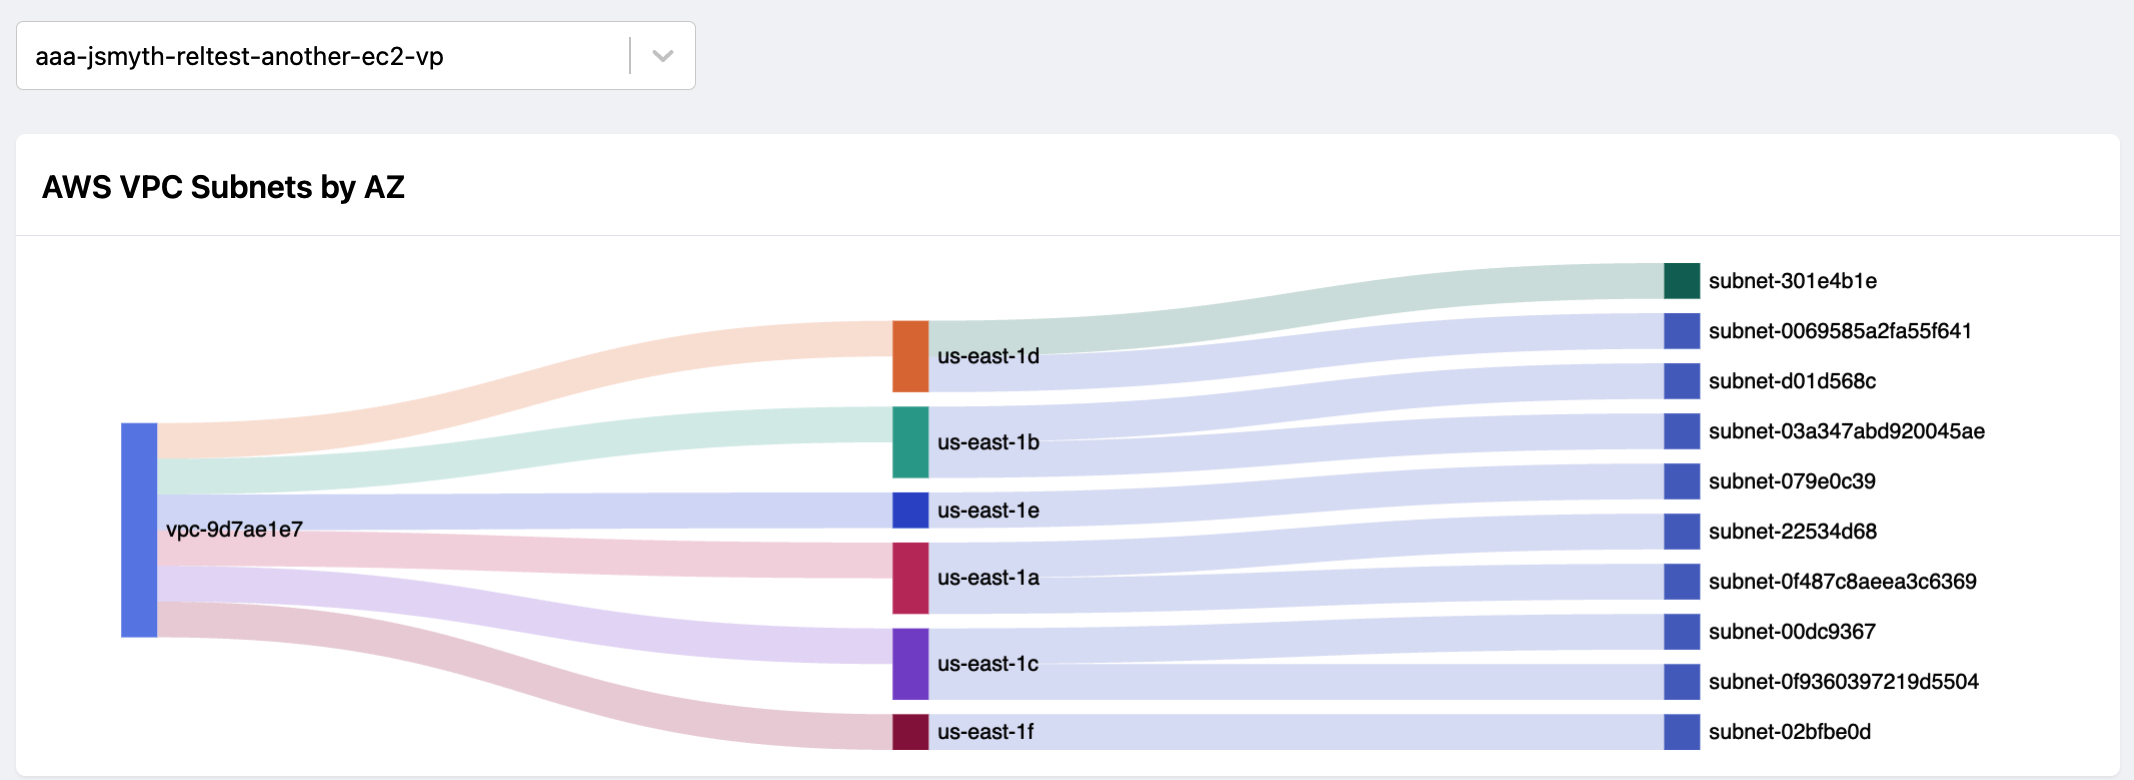 aaa-jsmyth-reltest-another-ec2-vp
AWS VPC Subnets by AZ
vpc-9d7ae1e7
us-east-1d
us-east-1b
us-east-1e
us-east-1a
us-east-1c
us-east-1f
subnet-301e4b1e
subnet-0069585a2fa55f641
subnet-d01d568c
subnet-03a347abd920045ae
subnet-079e0c39
subnet-22534d68
subnet-0f487c8aeea3c6369
subnet-00dc9367
subnet-0f9360397219d5504
subnet-02bfbe0d